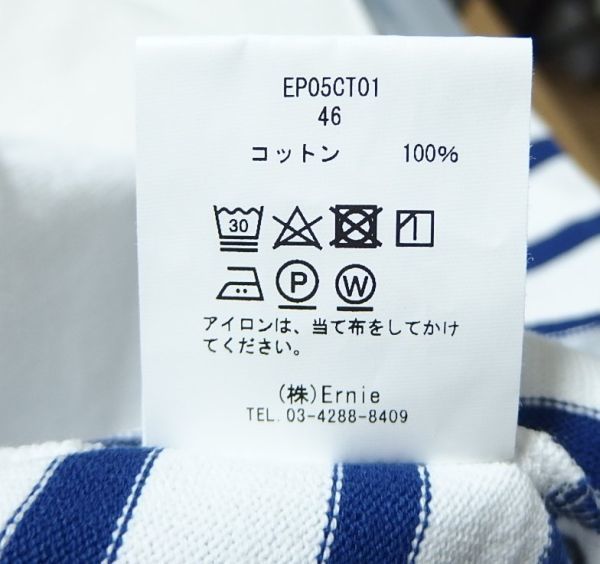 EP05CT01
46
コットン 100%
30
P W
アイロンは、当て布をしてかけ
てください。
(株)Ernie
TEL.03-4288-8409